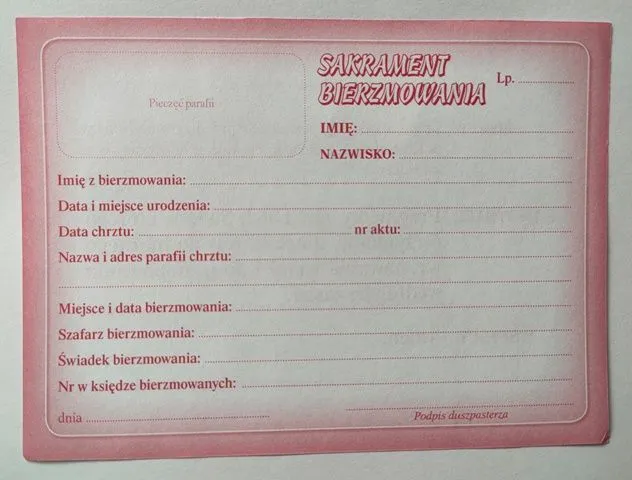 Pieczęć parafii
SAKRAMENT
BIERZMOWANIA
Lp.
IMIĘ:
NAZWISKO:
Imię z bierzmowania:
Data i miejsce urodzenia:
Data chrztu: nr aktu:
Nazwa i adres parafii chrztu:
Miejsce i data bierzmowania:
Szafarz bierzmowania:
Świadek bierzmowania:
Nr w księdze bierzmowanych:
dnia
Podpis duszpasterza